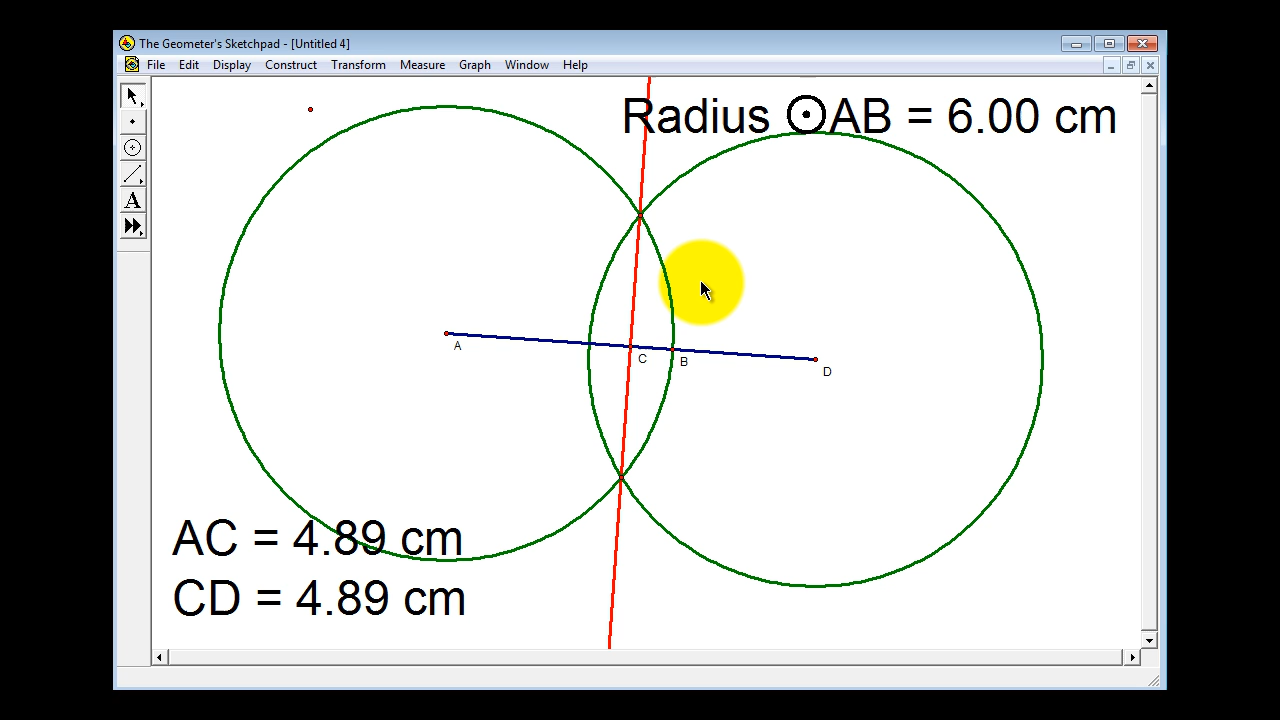 The Geometer's Sketchpad - [Untitled 4]
File Edit Display Construct Transform Measure Graph Window Help
A
Radius ⊙AB = 6.00 cm
A
C
B
D
AC = 4.89 cm
CD = 4.89 cm